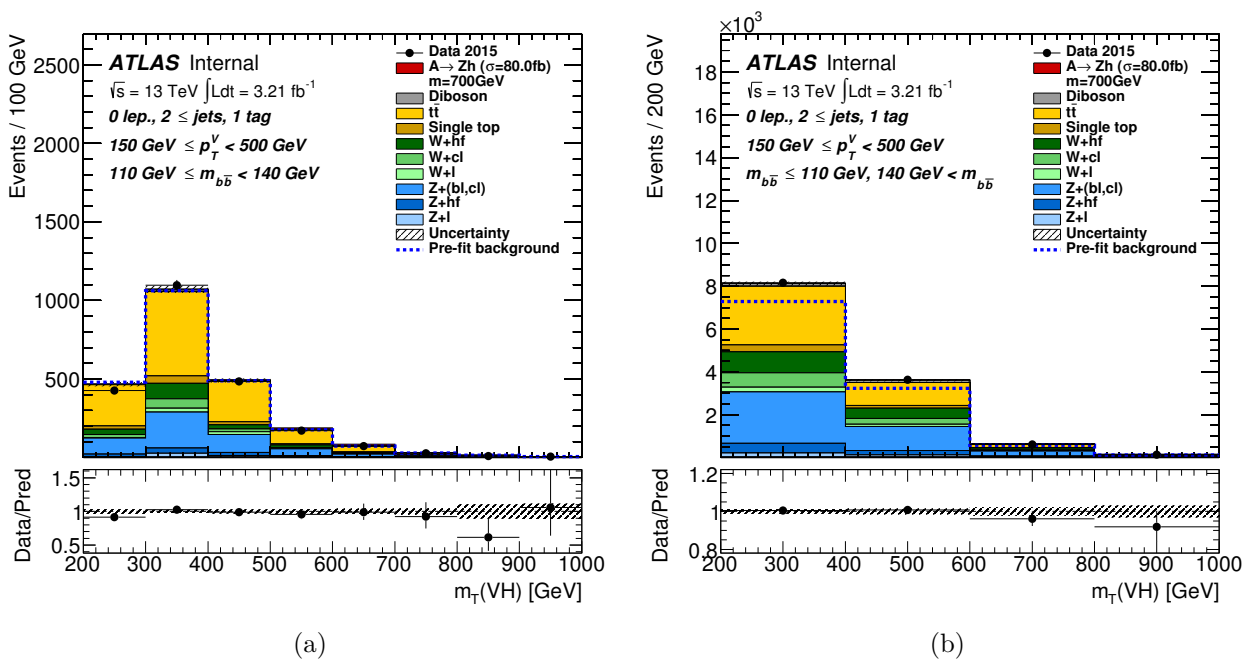 Events / 100 GeV
2500
2000
1500
1000
500
ATLAS Internal
√s = 13 TeV ∫Ldt = 3.21 fb⁻¹
0 lep., 2 ≤ jets, 1 tag
150 GeV ≤ p_T^V < 500 GeV
110 GeV ≤ m_bb̅ < 140 GeV
Data 2015
A→ Zh (σ=80.0fb)
m=700GeV
Diboson
tt̅
Single top
W+hf
W+cl
W+l
Z+(bl,cl)
Z+hf
Z+l
Uncertainty
Pre-fit background
Data/Pred
1.5
1
0.5
200 300 400 500 600 700 800 900 1000
m_T(VH) [GeV]
(a)
×10³
Events / 200 GeV
18
16
14
12
10
8
6
4
2
ATLAS Internal
√s = 13 TeV ∫Ldt = 3.21 fb⁻¹
0 lep., 2 ≤ jets, 1 tag
150 GeV ≤ p_T^V < 500 GeV
m_bb̅ ≤ 110 GeV, 140 GeV < m_bb̅
Data 2015
A→ Zh (σ=80.0fb)
m=700GeV
Diboson
tt̅
Single top
W+hf
W+cl
W+l
Z+(bl,cl)
Z+hf
Z+l
Uncertainty
Pre-fit background
Data/Pred
1.2
1
0.8
200 300 400 500 600 700 800 900 1000
m_T(VH) [GeV]
(b)